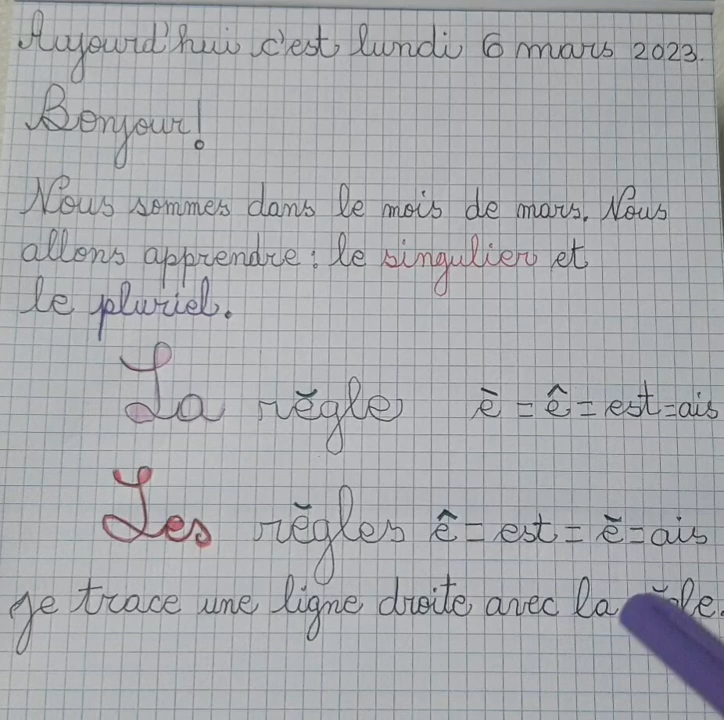 Aujourd'hui c'est lundi 6 mars 2023.
Bonjour!
Nous sommes dans le mois de mars. Nous
allons apprendre : le singulier et
le pluriel.
La règle è = ê = est = ais
Les règles ê = est = è = ais
je trace une ligne droite avec la